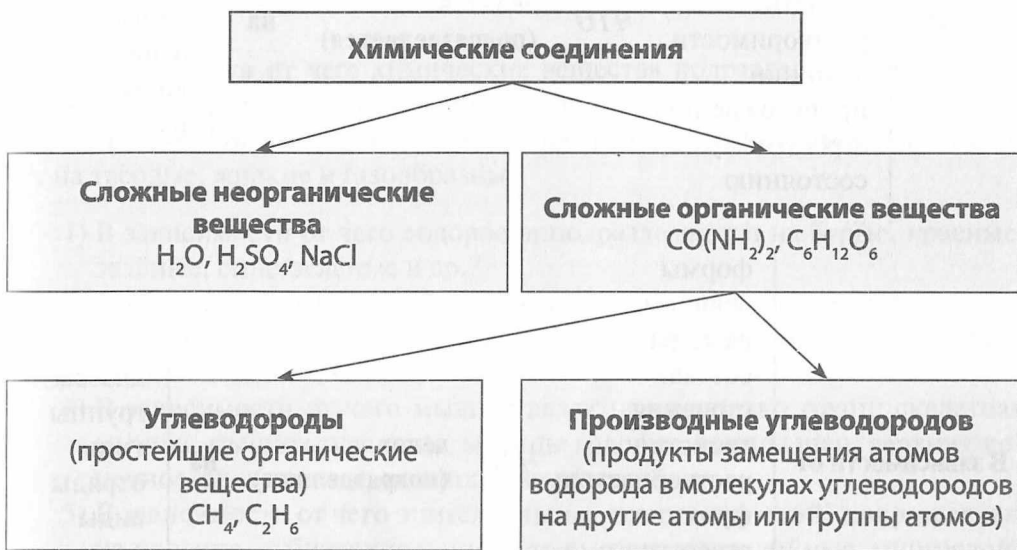 Химические соединения
Сложные неорганические
вещества
H₂O, H₂SO₄, NaCl
Сложные органические вещества
CO(NH₂)₂, C₆H₁₂O₆
Углеводороды
(простейшие органические
вещества)
CH₄, C₂H₆
Производные углеводородов
(продукты замещения атомов
водорода в молекулах углеводородов
на другие атомы или группы атомов)